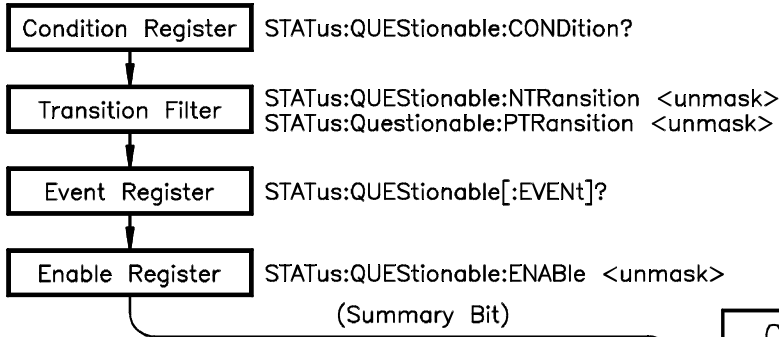 Condition Register STATus:QUEStionable:CONDition?
Transition Filter
STATus:QUEStionable:NTRansition <unmask>
STATus:Questionable:PTRansition <unmask>
Event Register STATus:QUEStionable[:EVENt]?
Enable Register STATus:QUEStionable:ENABle <unmask>
(Summary Bit)